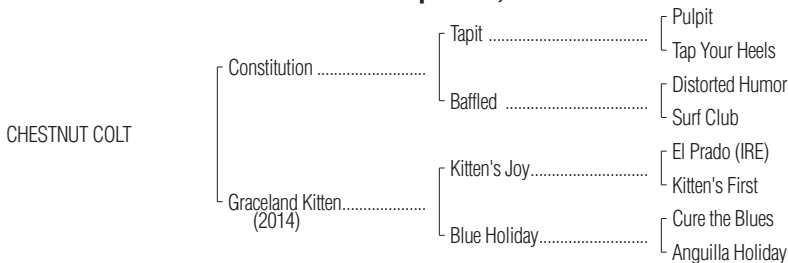 Pulpit
Tapit
Tap Your Heels
Constitution
Distorted Humor
Baffled
Surf Club
CHESTNUT COLT
El Prado (IRE)
Kitten's Joy
Kitten's First
Graceland Kitten
(2014)
Cure the Blues
Blue Holiday
Anguilla Holiday